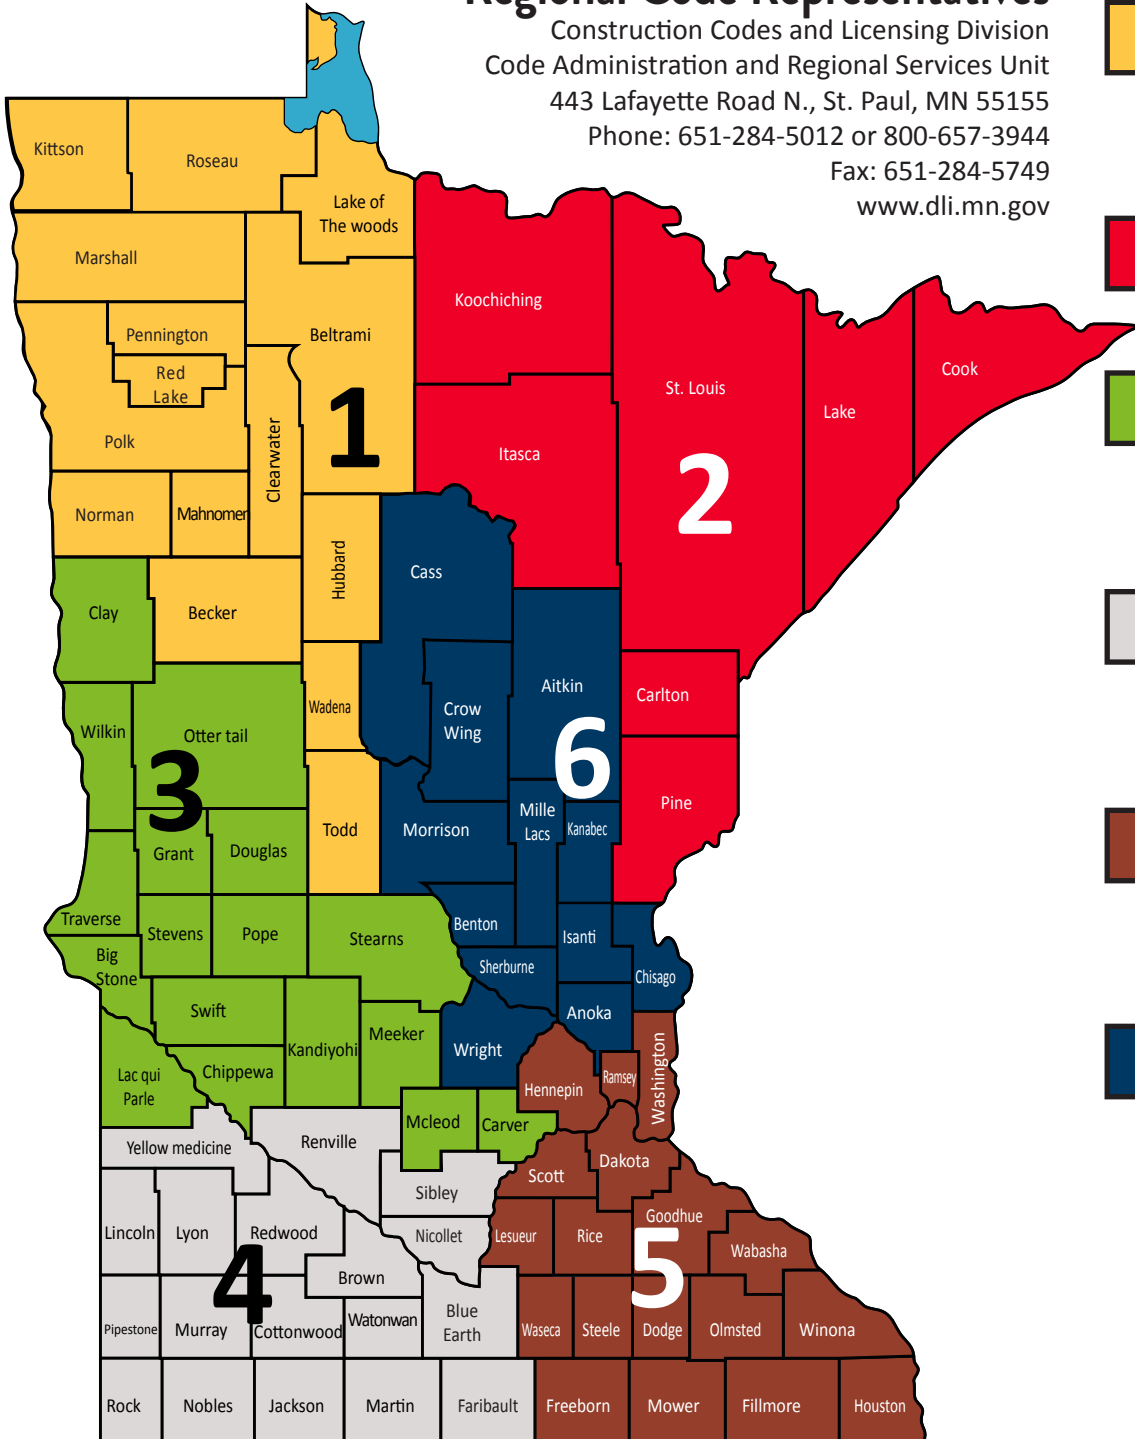 Regional Code Representatives
Construction Codes and Licensing Division
Code Administration and Regional Services Unit
443 Lafayette Road N., St. Paul, MN 55155
Phone: 651-284-5012 or 800-657-3944
Fax: 651-284-5749
www.dli.mn.gov
Kittson
Roseau
Lake of
The woods
Marshall
Koochiching
Pennington
Beltrami
Red
Lake
Cook
St. Louis
Lake
1
Polk
Clearwater
Itasca
2
Norman
Mahnomen
Hubbard
Cass
Clay
Becker
Aitkin
Carlton
Wadena
Crow
Wing
Wilkin
Otter tail
6
3
Pine
Mille
Lacs
Kanabec
Todd
Morrison
Grant
Douglas
Traverse
Stevens
Pope
Stearns
Benton
Isanti
Big
Stone
Sherburne
Chisago
Swift
Anoka
Meeker
Kandiyohi
Wright
Washington
Lac qui
Parle
Chippewa
Hennepin
Ramsey
Mcleod
Carver
Yellow medicine
Renville
Dakota
Scott
Sibley
Goodhue
Lincoln
Lyon
Redwood
Nicollet
Lesueur
Rice
Wabasha
4
5
Brown
Blue
Earth
Pipestone
Murray
Cottonwood
Watonwan
Waseca
Steele
Dodge
Olmsted
Winona
Rock
Nobles
Jackson
Martin
Faribault
Freeborn
Mower
Fillmore
Houston